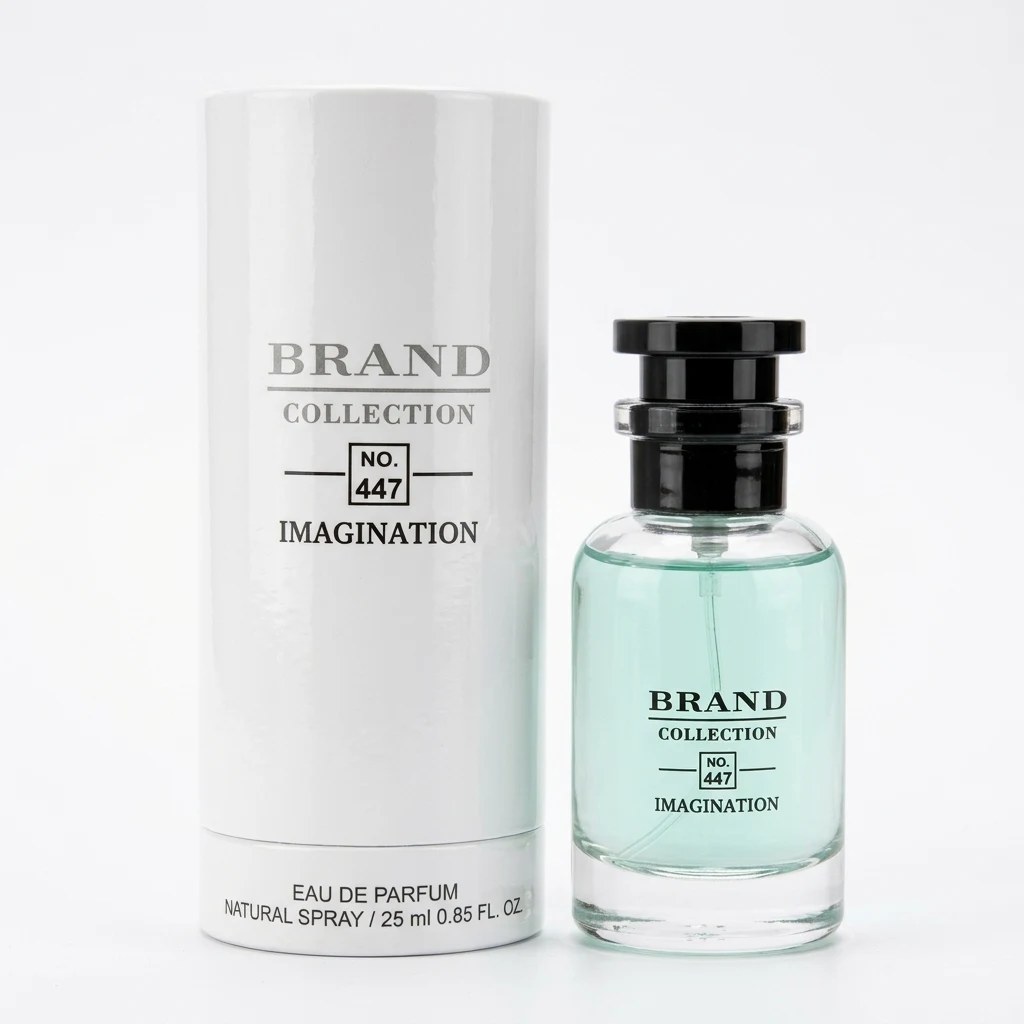 BRAND
COLLECTION
NO.
447
IMAGINATION
EAU DE PARFUM
NATURAL SPRAY / 25 ml 0.85 FL. OZ
BRAND
COLLECTION
NO.
447
IMAGINATION